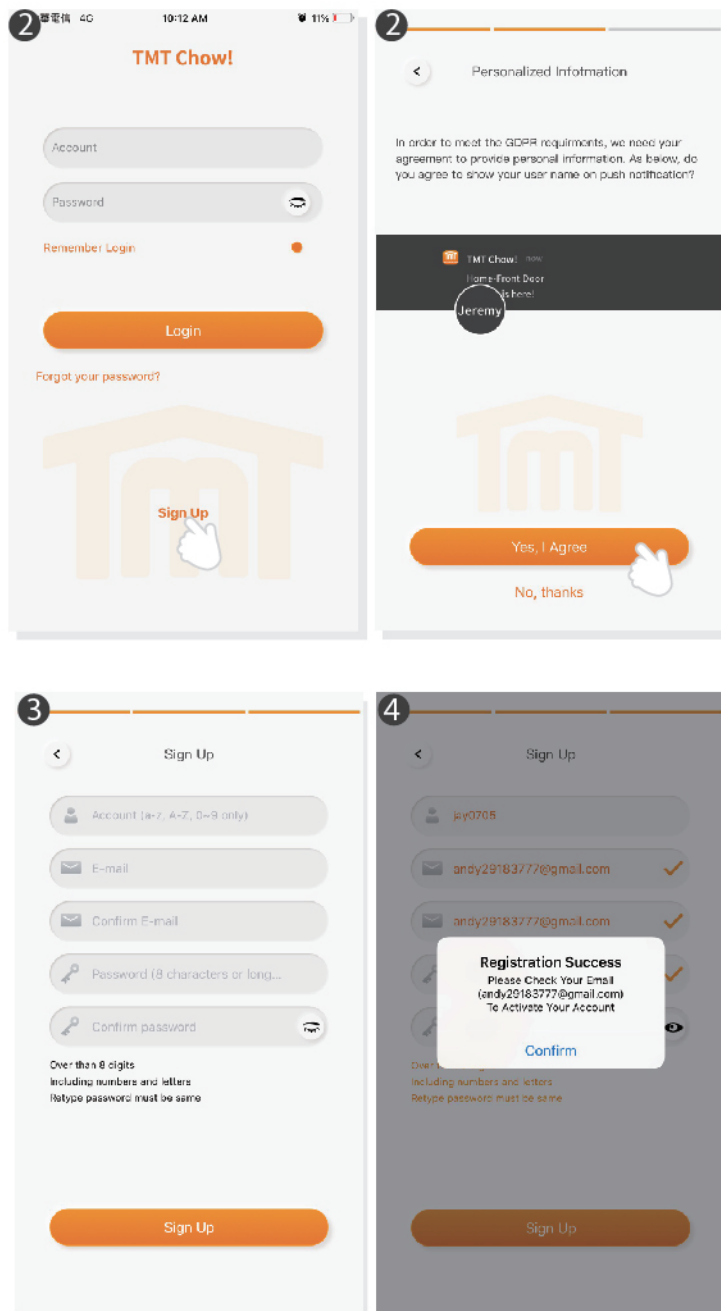 2
華電信 4G 10:12 AM 11%
TMT Chow!
Account
Password
Remember Login
Login
Forgot your password?
Sign Up
2
Personalized Infotmation
In order to meet the GDPR requirments, we need your
agreement to provide personal information. As below, do
you agree to show your user name on push notification?
TMT Chow! now
Home-Front Door
is here!
Jeremy
Yes, I Agree
No, thanks
3
Sign Up
Account (a-z, A-Z, 0~9 only)
E-mail
Confirm E-mail
Password (8 characters or long...
Confirm password
Over than 8 digits
Including numbers and letters
Retype password must be same
Sign Up
4
Sign Up
jay0705
andy29183777@gmail.com
andy29183777@gmail.com
Registration Success
Please Check Your Email
(andy29183777@gmail.com)
To Activate Your Account
Confirm
Over
Including numbers and letters
Retype password must be same
Sign Up